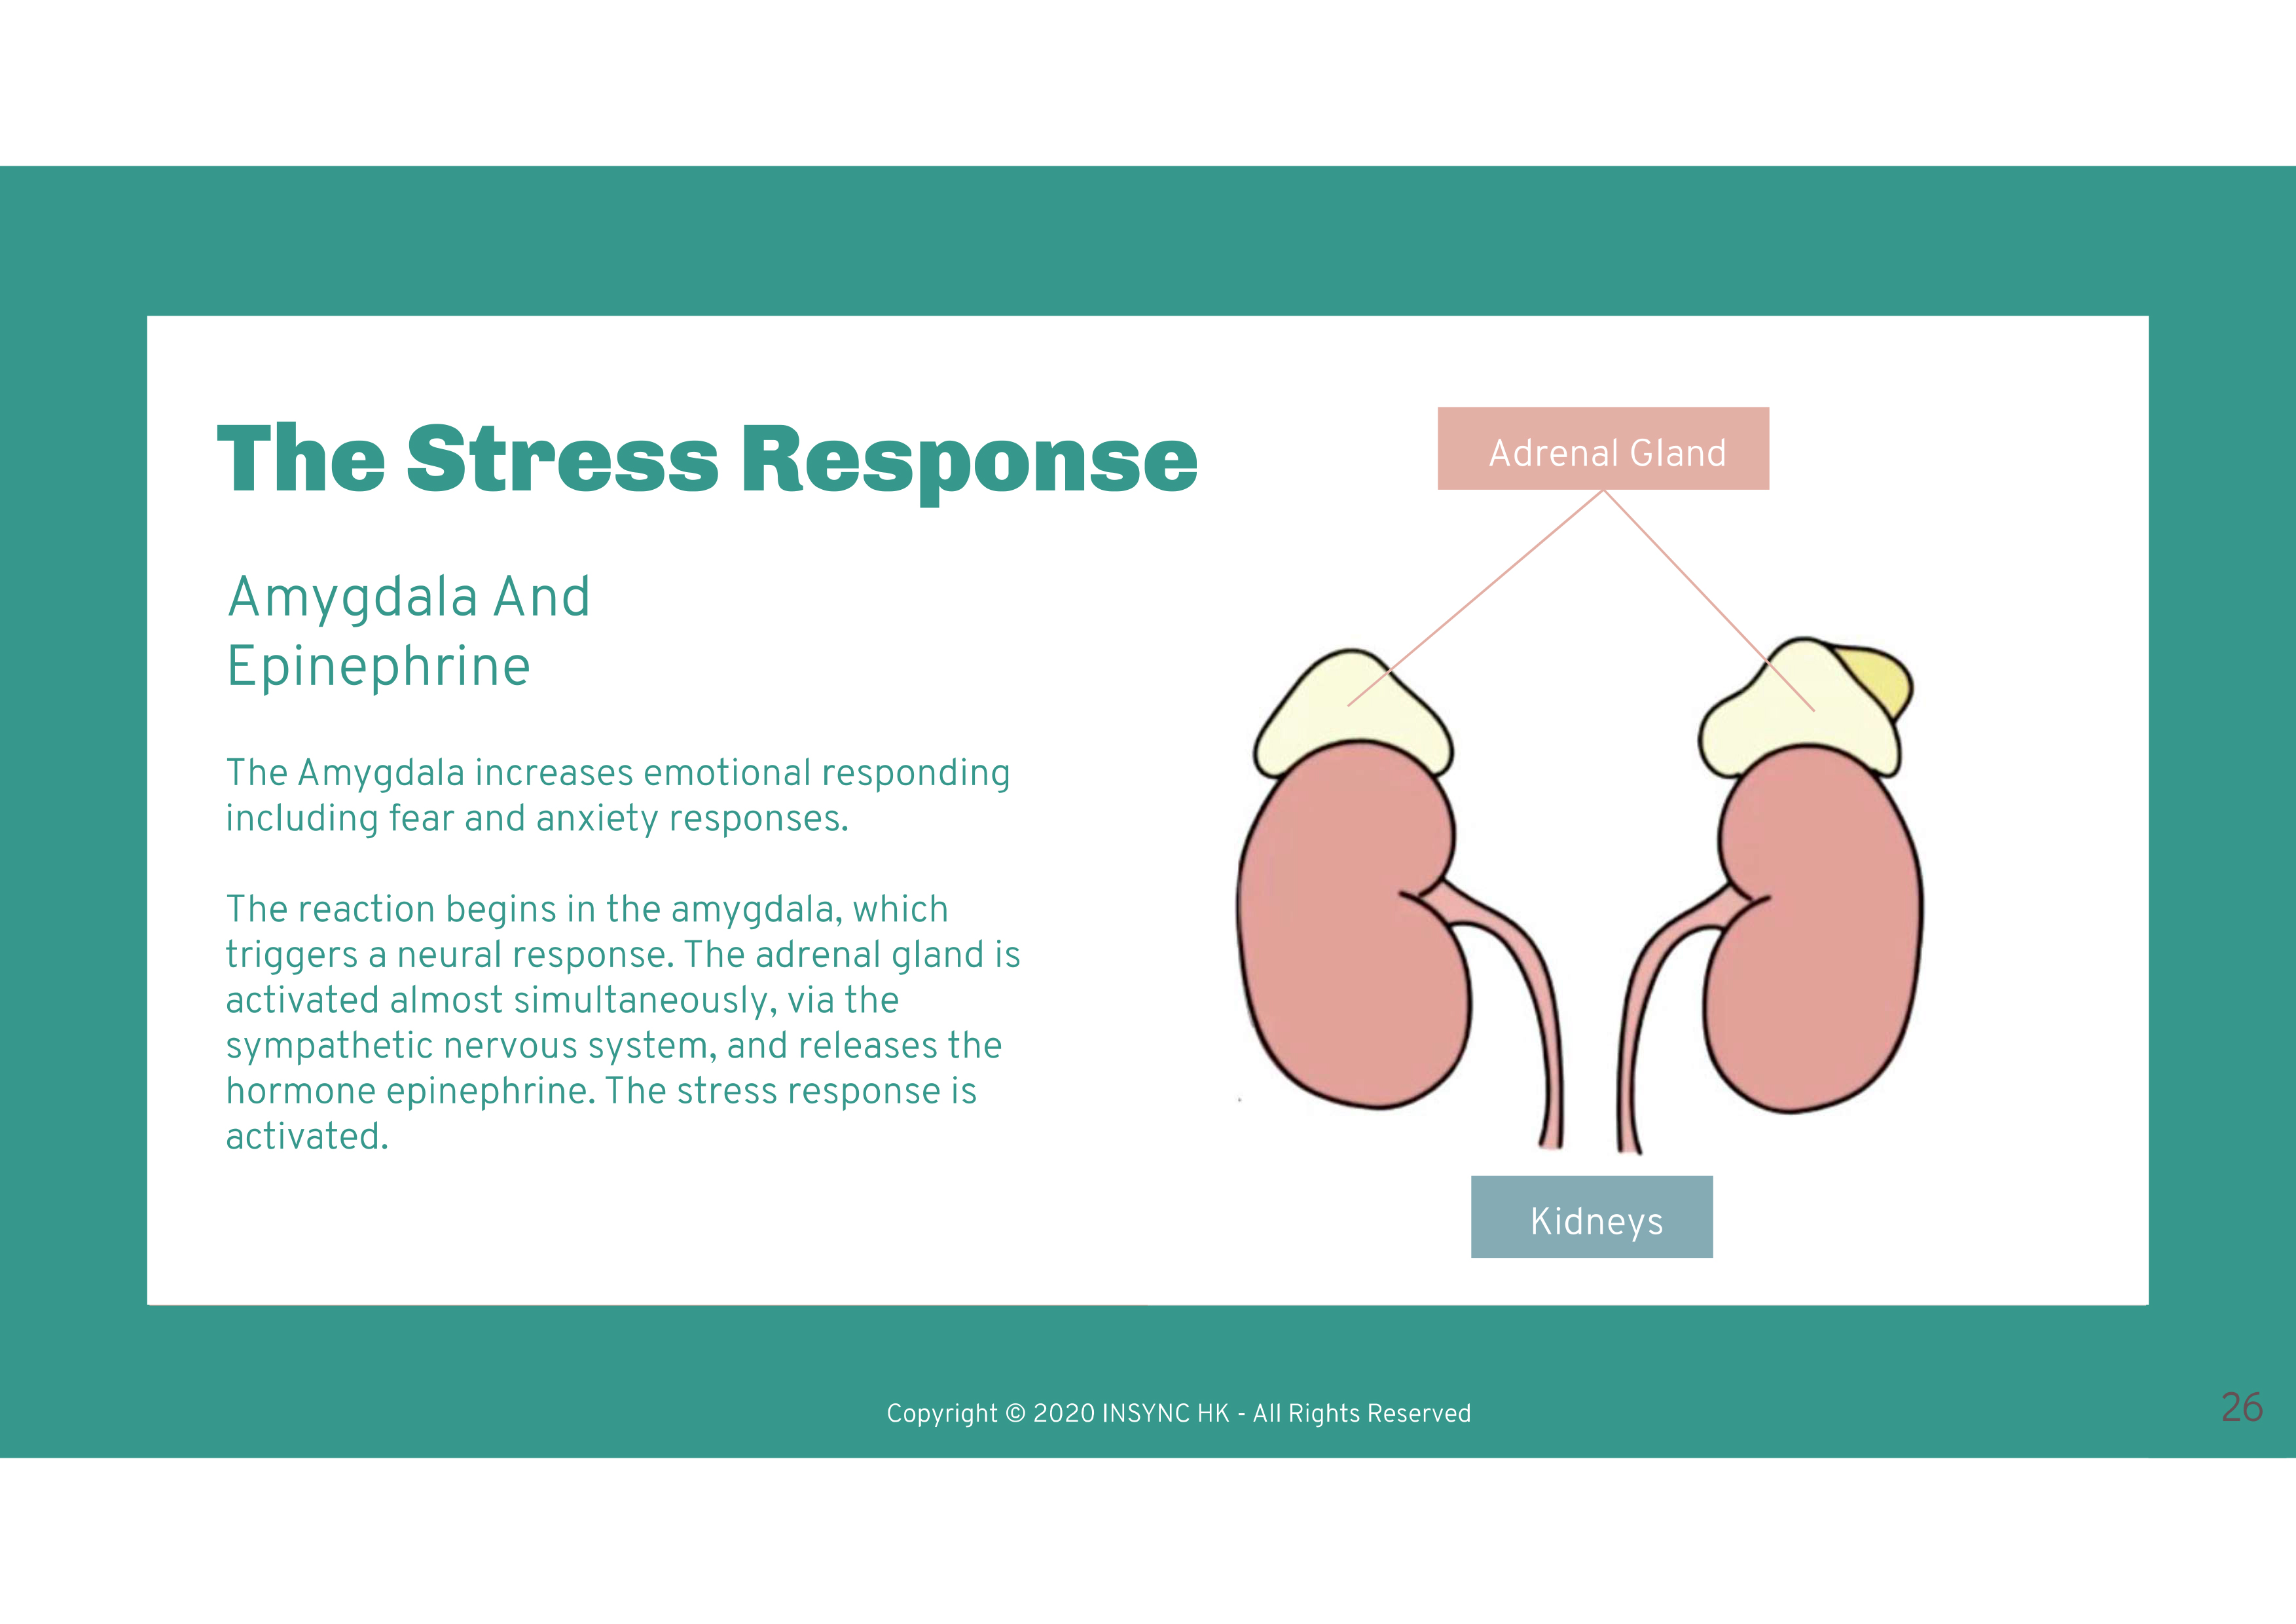 The Stress Response
Amygdala And
Epinephrine
The Amygdala increases emotional responding
including fear and anxiety responses.
The reaction begins in the amygdala, which
triggers a neural response. The adrenal gland is
activated almost simultaneously, via the
sympathetic nervous system, and releases the
hormone epinephrine. The stress response is
activated.
Adrenal Gland
Kidneys
Copyright © 2020 INSYNC HK - All Rights Reserved
26